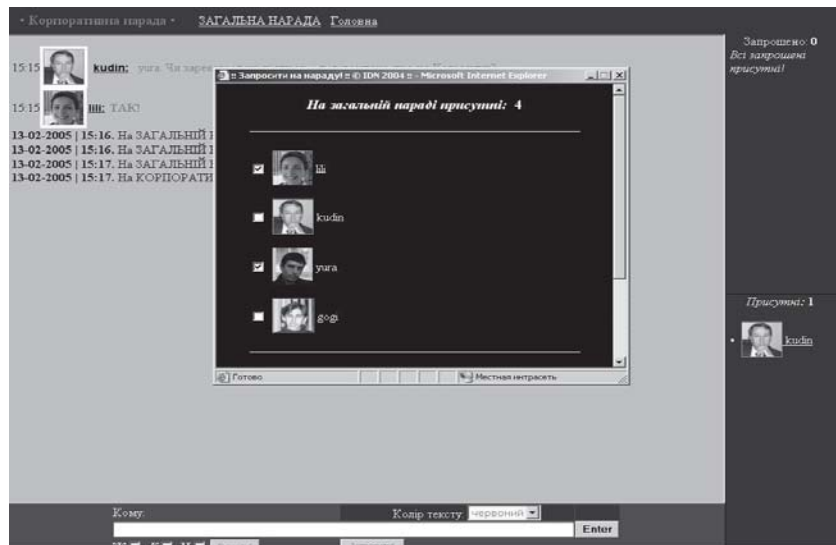 • Корпоративна нарада • ЗАГАЛЬНА НАРАДА Головна
Запрошено: 0
Всі запрошені
присутні!
15:15 kudin: yura. Чи
15:15 lili: ТАК!
13-02-2005 | 15:16. На ЗАГАЛЬНІЙ
13-02-2005 | 15:16. На ЗАГАЛЬНІЙ
13-02-2005 | 15:17. На ЗАГАЛЬНІЙ
13-02-2005 | 15:17. На
:: Запросити на нараду! :: © IDN 2004 :: - Microsoft Internet Explorer
На загальній нараді присутні: 4
lili
kudin
yura
gogi
Готово Местная интрасеть
Присутні: 1
• kudin
Кому: Колір тексту: червоний
Enter